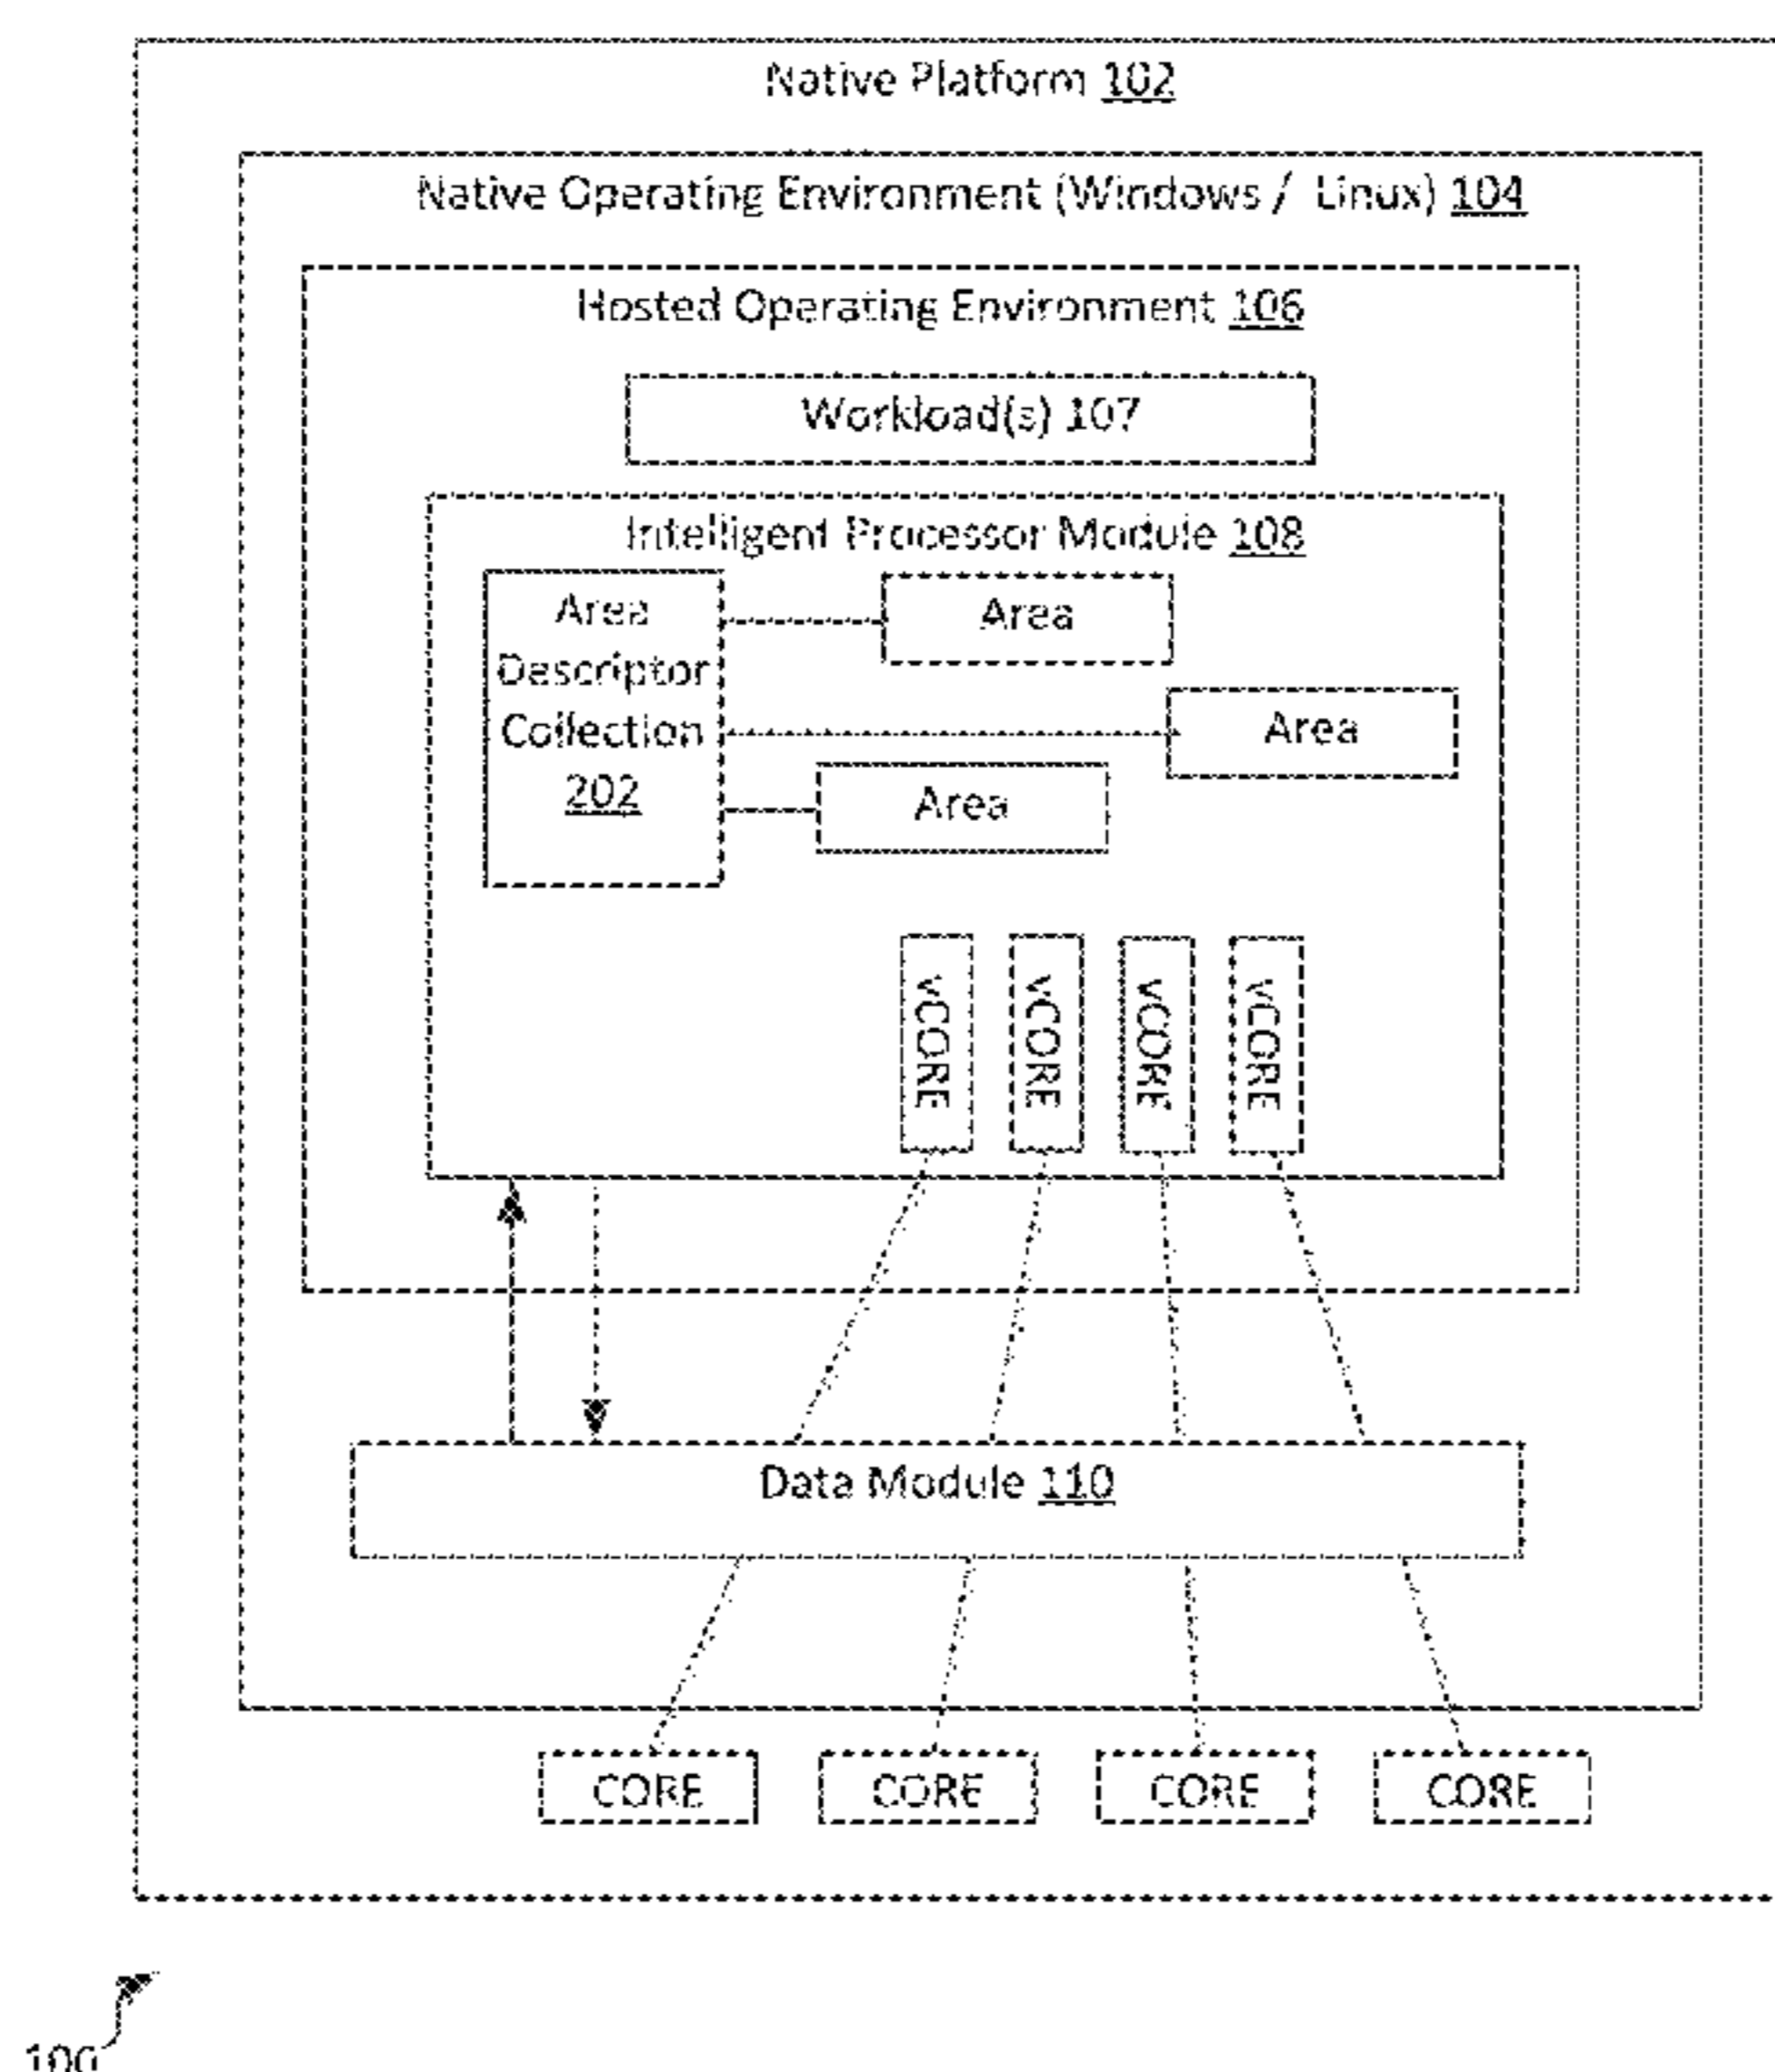 Native Platform 102
Native Operating Environment (Windows / Linux) 104
Hosted Operating Environment 106
Workload(s) 107
Intelligent Processor Module 108
Area
Descriptor
Collection
202
Area
Area
Area
vCORE
vCORE
vCORE
vCORE
Data Module 110
CORE
CORE
CORE
CORE
100